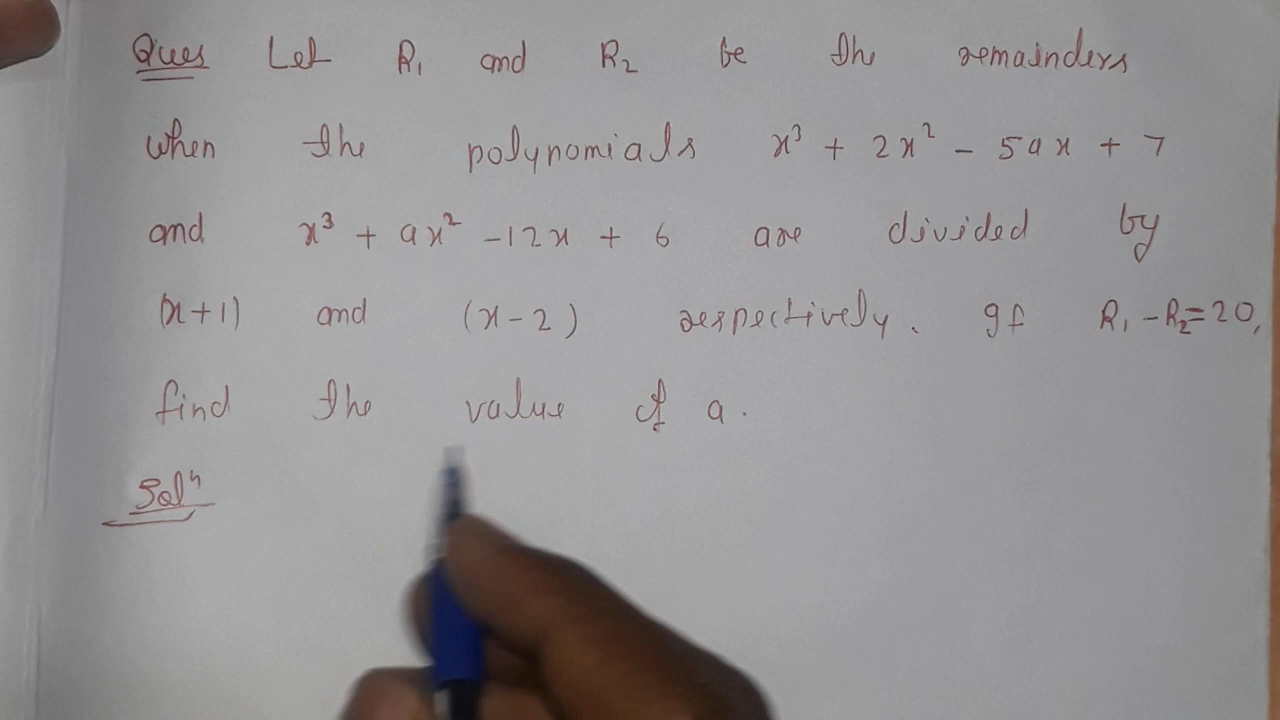 Ques Let R₁ and R₂ be the remainders
when the polynomials x³ + 2x² - 5ax + 7
and x³ + ax² -12x + 6 are divided by
(x+1) and (x-2) respectively. If R₁ -R₂=20,
find the value of a.
Solⁿ